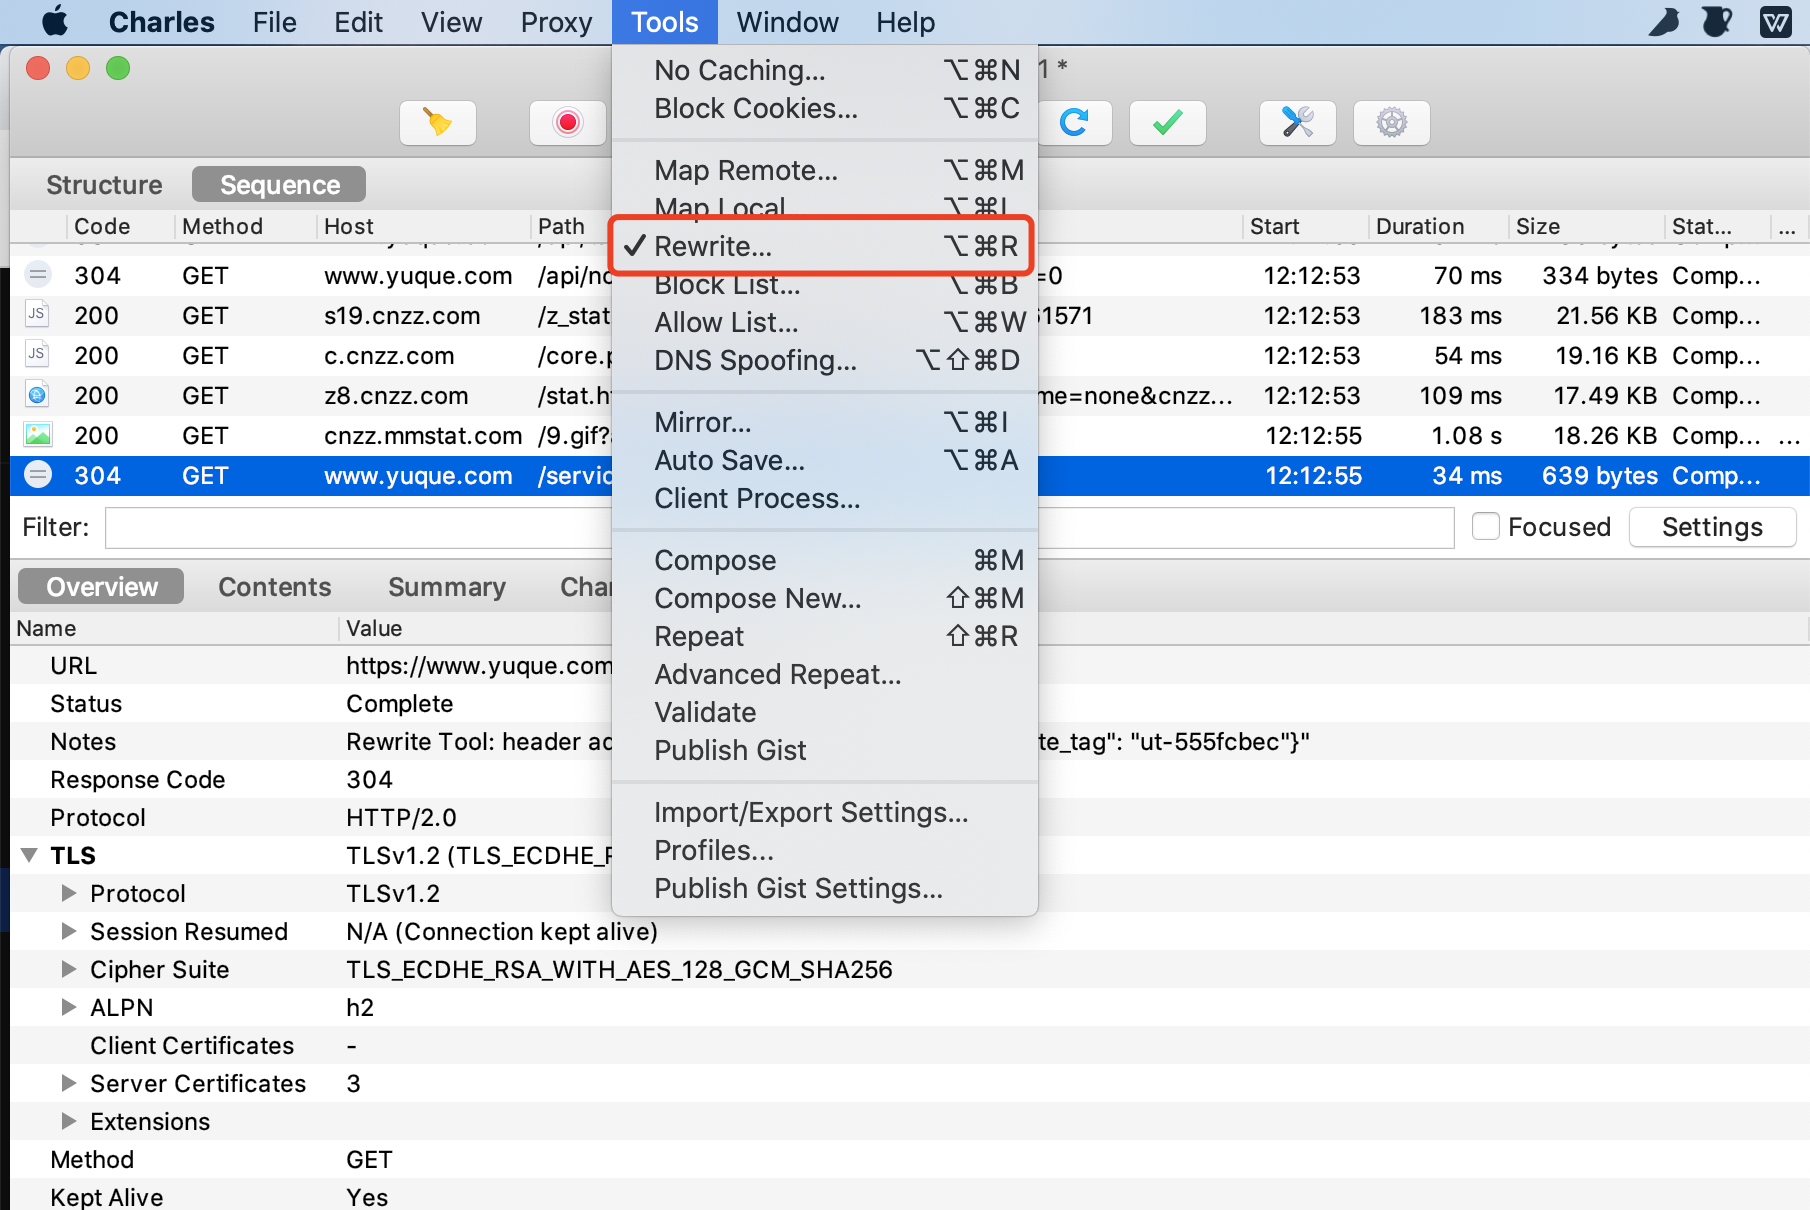 Charles File Edit View Proxy Tools Window Help
1 *
No Caching... ⌥⌘N
Block Cookies... ⌥⌘C
Map Remote... ⌥⌘M
Map Local... ⌥⌘L
✓ Rewrite... ⌥⌘R
Block List... ⌥⌘B
Allow List... ⌥⌘W
DNS Spoofing... ⌥⇧⌘D
Mirror... ⌥⌘I
Auto Save... ⌥⌘A
Client Process...
Compose ⌘M
Compose New... ⇧⌘M
Repeat ⇧⌘R
Advanced Repeat...
Validate
Publish Gist
Import/Export Settings...
Profiles...
Publish Gist Settings...
Structure Sequence
Code Method Host Path Start Duration Size Stat... ...
304 GET www.yuque.com /api/no =0 12:12:53 70 ms 334 bytes Comp...
JS 200 GET s19.cnzz.com /z_stat 61571 12:12:53 183 ms 21.56 KB Comp...
JS 200 GET c.cnzz.com /core.p 12:12:53 54 ms 19.16 KB Comp...
200 GET z8.cnzz.com /stat.h me=none&cnzz... 12:12:53 109 ms 17.49 KB Comp...
200 GET cnzz.mmstat.com /9.gif? 12:12:55 1.08 s 18.26 KB Comp... ...
304 GET www.yuque.com /servic 12:12:55 34 ms 639 bytes Comp...
Filter: Focused Settings
Overview Contents Summary Cha
Name Value
URL https://www.yuque.com
Status Complete
Notes Rewrite Tool: header ad te_tag": "ut-555fcbec"}"
Response Code 304
Protocol HTTP/2.0
TLS TLSv1.2 (TLS_ECDHE_R
Protocol TLSv1.2
Session Resumed N/A (Connection kept alive)
Cipher Suite TLS_ECDHE_RSA_WITH_AES_128_GCM_SHA256
ALPN h2
Client Certificates -
Server Certificates 3
Extensions
Method GET
Kept Alive Yes